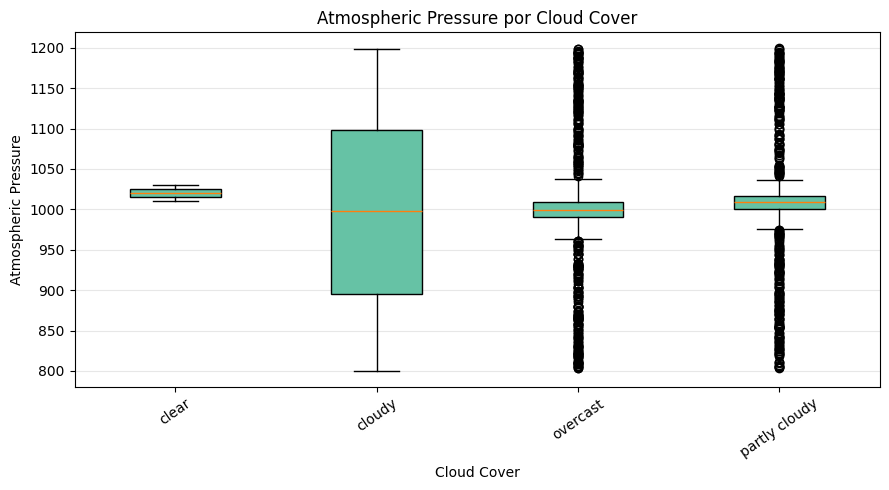 Atmospheric Pressure por Cloud Cover
Atmospheric Pressure
1200
1150
1100
1050
1000
950
900
850
800
clear
cloudy
overcast
partly cloudy
Cloud Cover